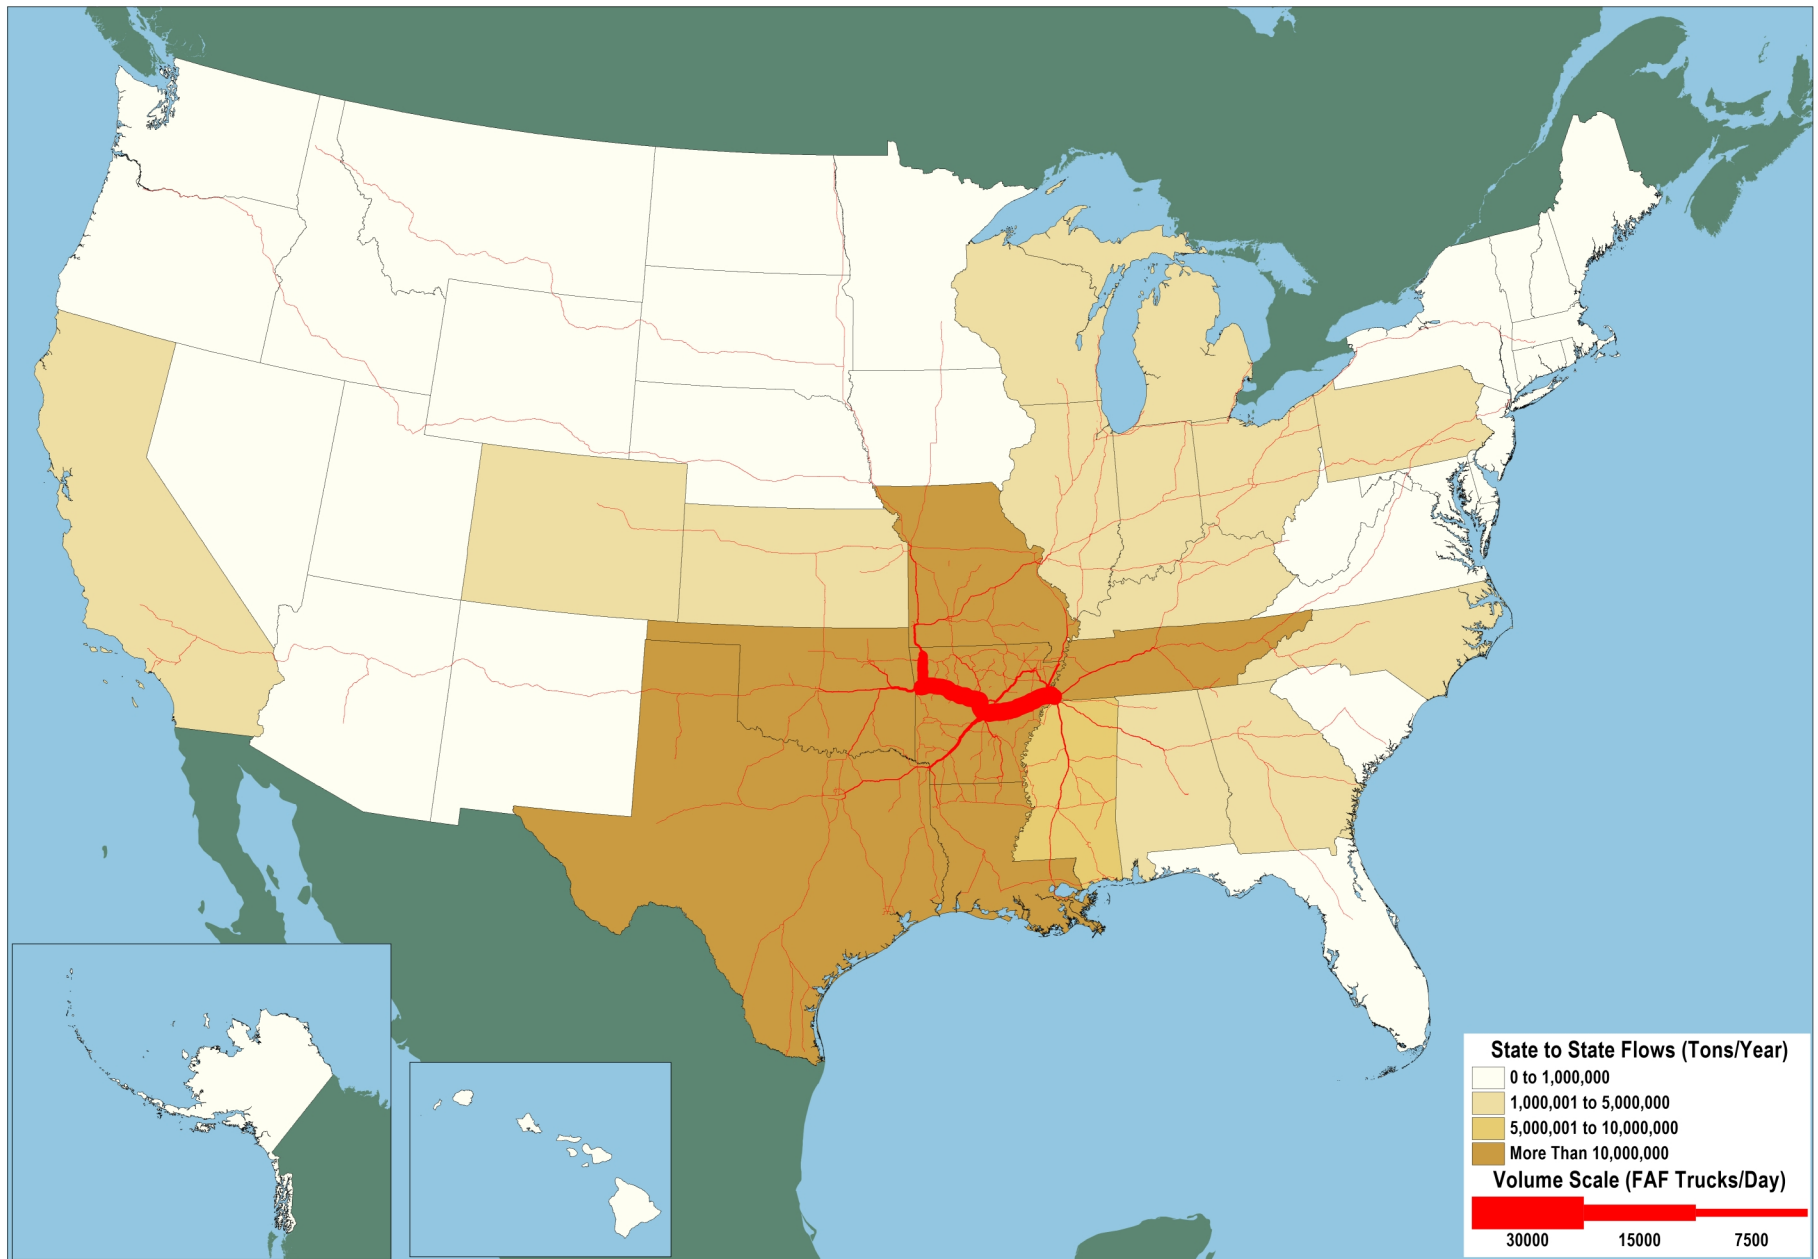 State to State Flows (Tons/Year)
0 to 1,000,000
1,000,001 to 5,000,000
5,000,001 to 10,000,000
More Than 10,000,000
Volume Scale (FAF Trucks/Day)
30000 15000 7500